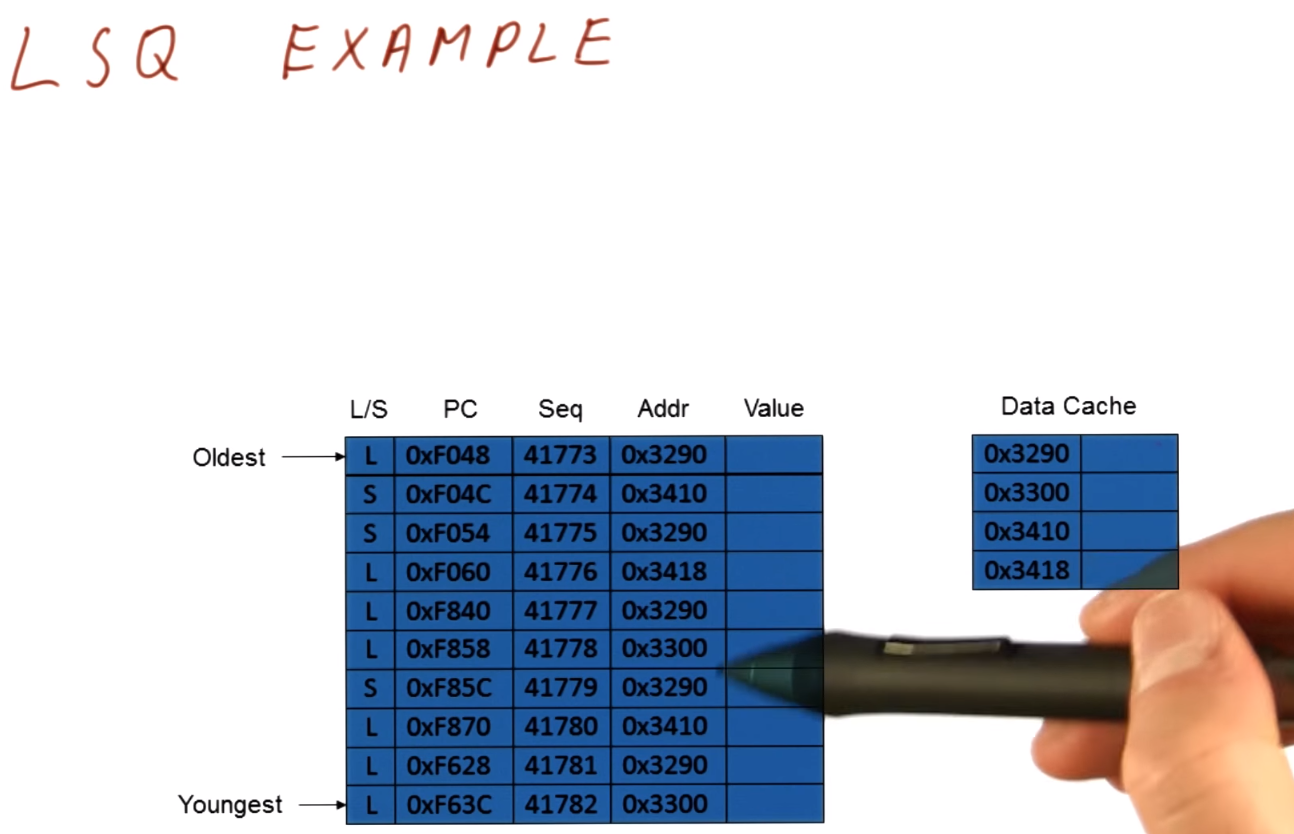 LSQ EXAMPLE
L/S PC Seq Addr Value Data Cache
Oldest L 0xF048 41773 0x3290 0x3290
S 0xF04C 41774 0x3410 0x3300
S 0xF054 41775 0x3290 0x3410
L 0xF060 41776 0x3418 0x3418
L 0xF840 41777 0x3290
L 0xF858 41778 0x3300
S 0xF85C 41779 0x3290
L 0xF870 41780 0x3410
L 0xF628 41781 0x3290
Youngest L 0xF63C 41782 0x3300